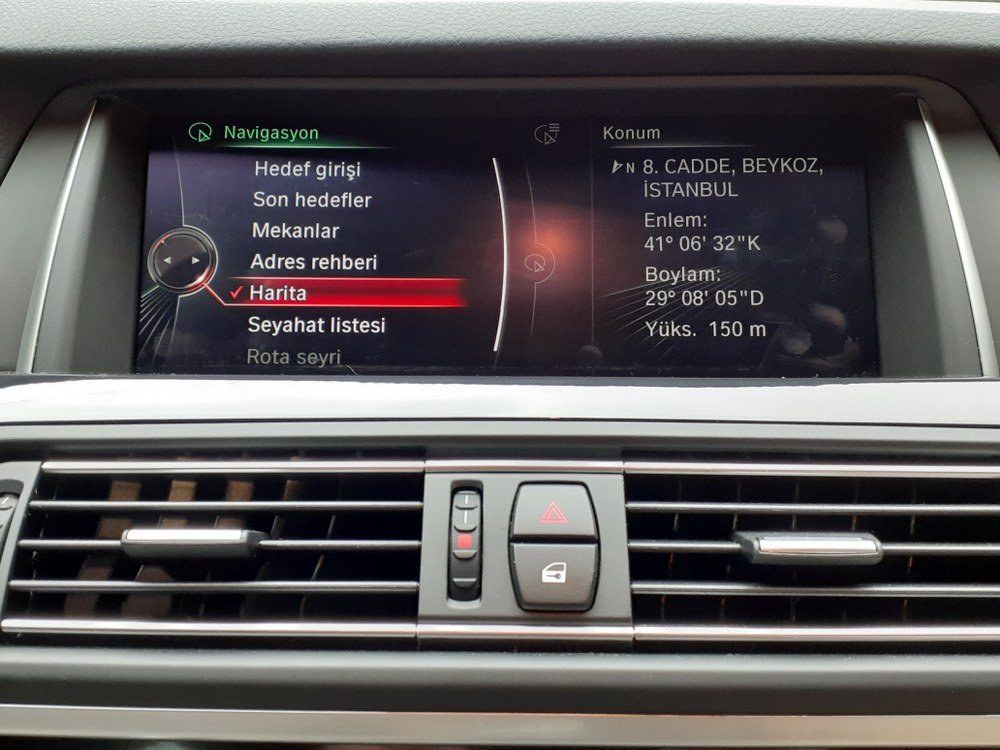 Navigasyon
Hedef girişi
Son hedefler
Mekanlar
Adres rehberi
Harita
Seyahat listesi
Rota seyri
Konum
N 8. CADDE, BEYKOZ,
İSTANBUL
Enlem:
41° 06' 32"K
Boylam:
29° 08' 05"D
Yüks. 150 m